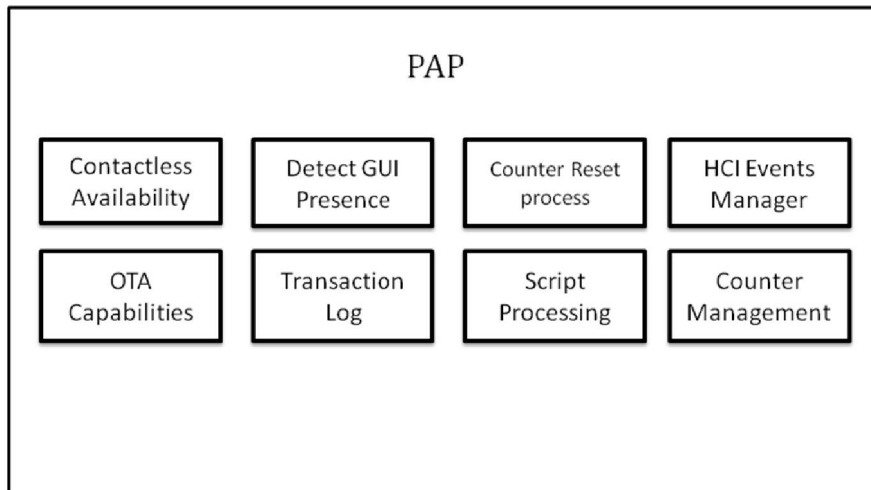 PAP
Contactless
Availability
Detect GUI
Presence
Counter Reset
process
HCI Events
Manager
OTA
Capabilities
Transaction
Log
Script
Processing
Counter
Management